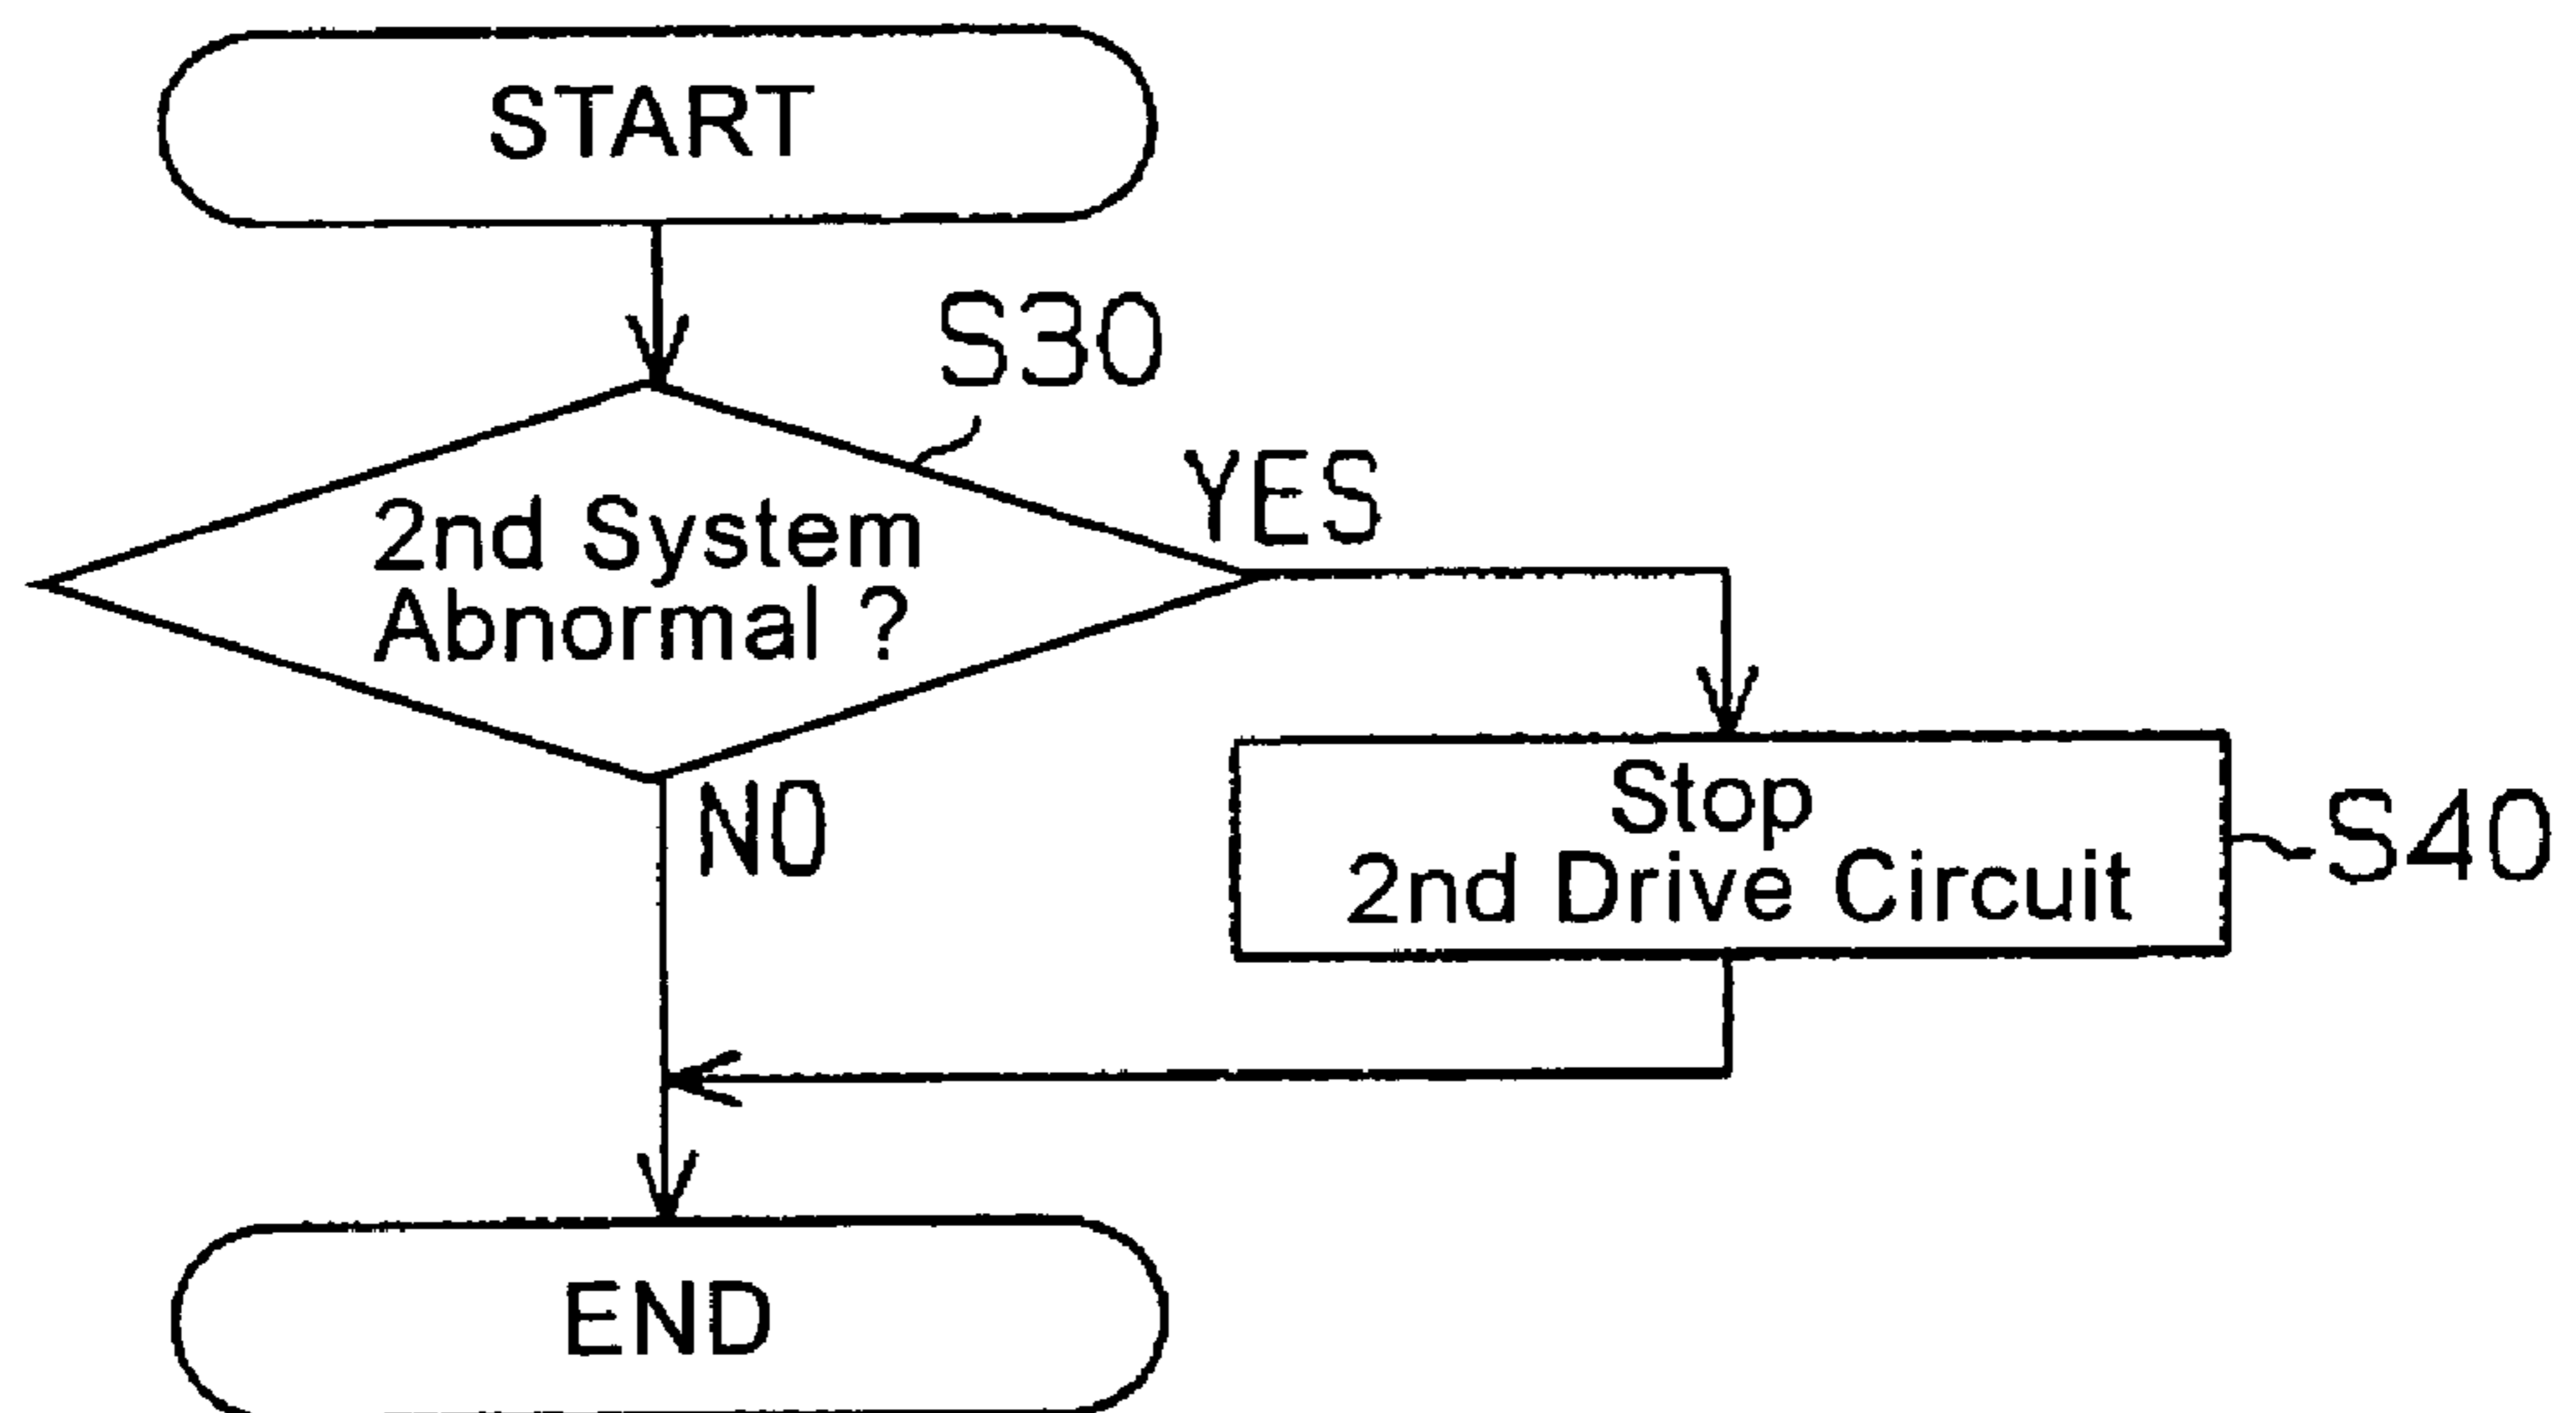 START
S30
YES
2nd System
Abnormal ?
NO
Stop
2nd Drive Circuit
S40
END